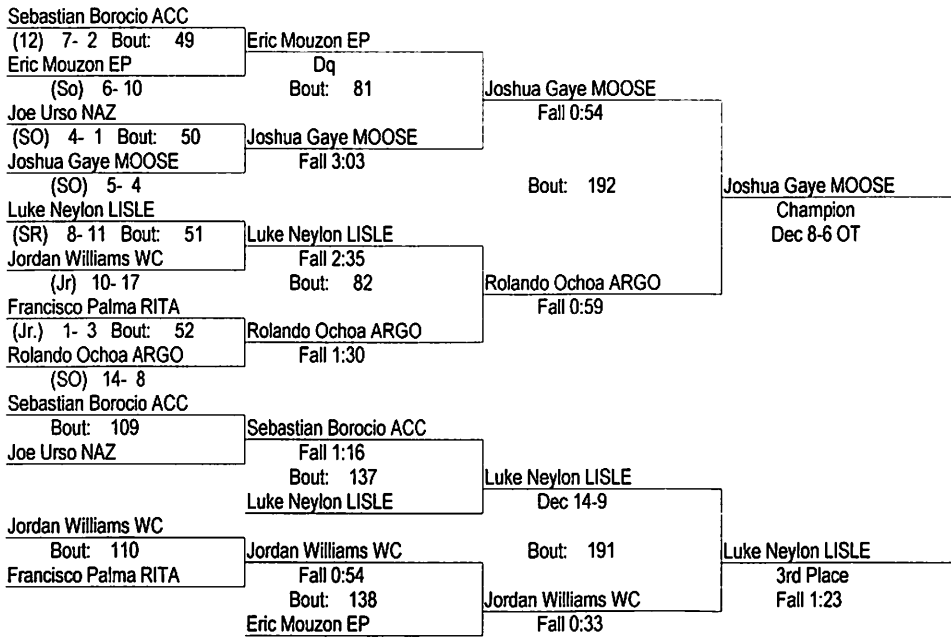 Sebastian Borocio ACC
(12) 7- 2 Bout: 49
Eric Mouzon EP
(So) 6- 10
Joe Urso NAZ
(SO) 4- 1 Bout: 50
Joshua Gaye MOOSE
(SO) 5- 4
Luke Neylon LISLE
(SR) 8- 11 Bout: 51
Jordan Williams WC
(Jr) 10- 17
Francisco Palma RITA
(Jr.) 1- 3 Bout: 52
Rolando Ochoa ARGO
(SO) 14- 8
Eric Mouzon EP
Dq
Bout: 81
Joshua Gaye MOOSE
Fall 3:03
Luke Neylon LISLE
Fall 2:35
Bout: 82
Rolando Ochoa ARGO
Fall 1:30
Joshua Gaye MOOSE
Fall 0:54
Bout: 192
Rolando Ochoa ARGO
Fall 0:59
Joshua Gaye MOOSE
Champion
Dec 8-6 OT
Sebastian Borocio ACC
Bout: 109
Joe Urso NAZ
Jordan Williams WC
Bout: 110
Francisco Palma RITA
Sebastian Borocio ACC
Fall 1:16
Bout: 137
Luke Neylon LISLE
Jordan Williams WC
Fall 0:54
Bout: 138
Eric Mouzon EP
Luke Neylon LISLE
Dec 14-9
Bout: 191
Jordan Williams WC
Fall 0:33
Luke Neylon LISLE
3rd Place
Fall 1:23